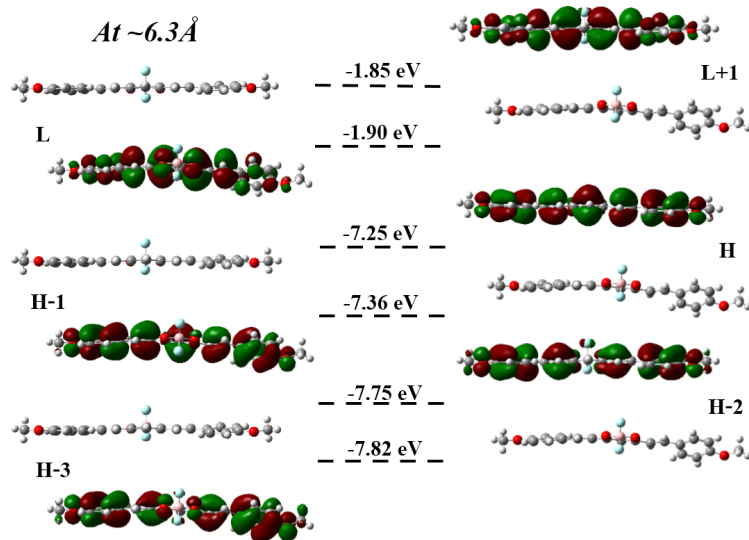 At ~6.3Å
-1.85 eV
L+1
L
-1.90 eV
-7.25 eV
H
H-1
-7.36 eV
-7.75 eV
H-2
-7.82 eV
H-3